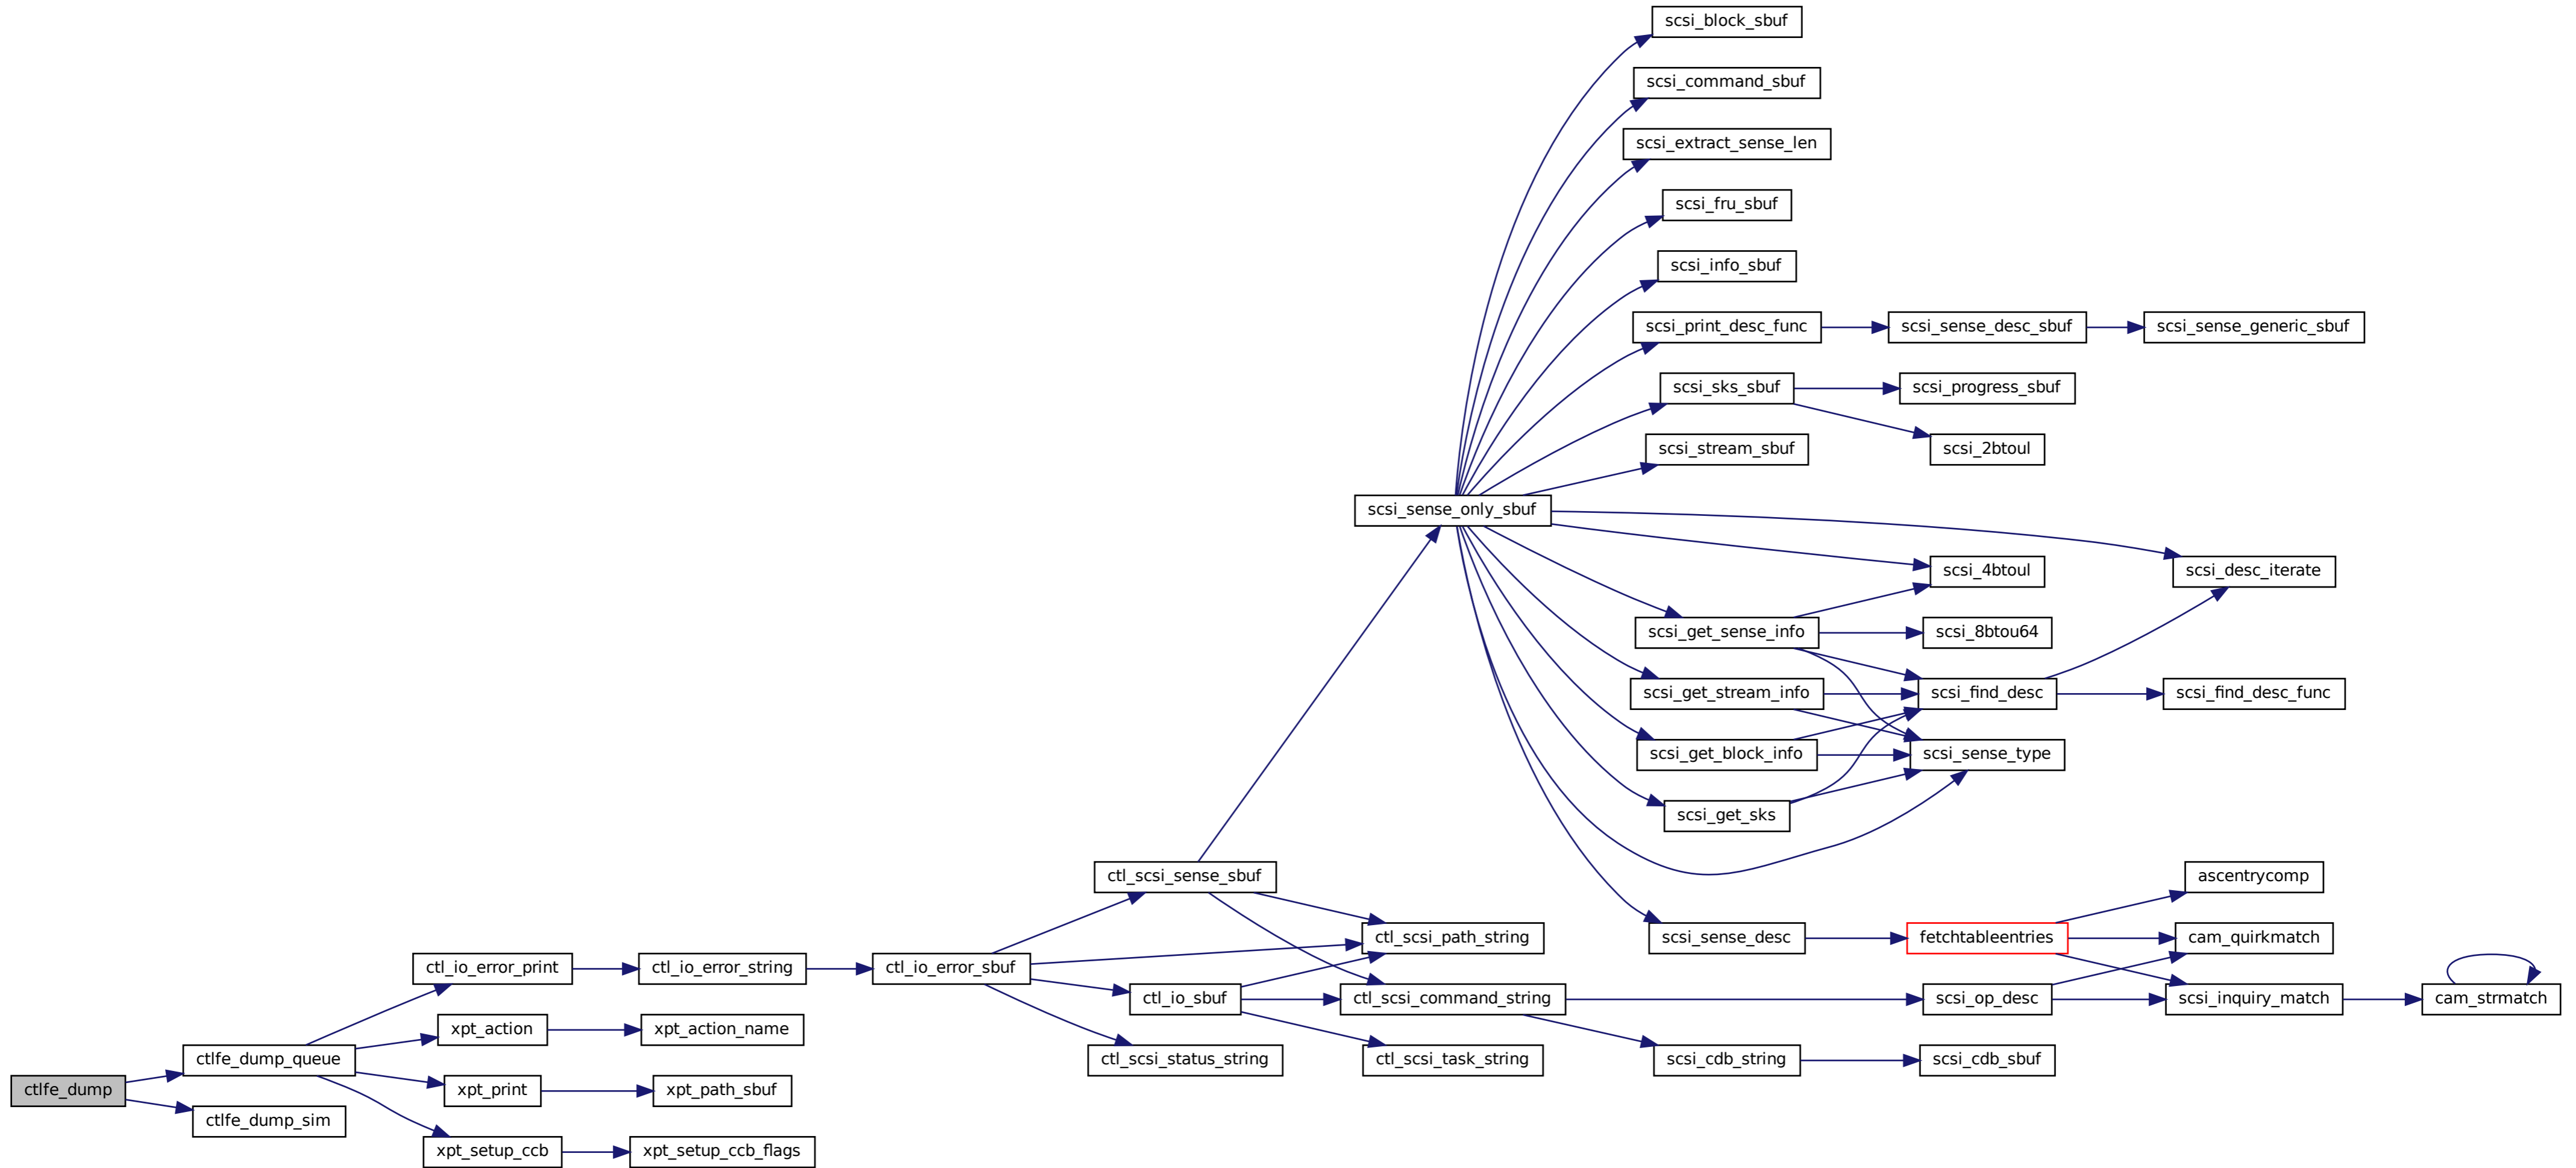 scsi_block_sbuf
scsi_command_sbuf
scsi_extract_sense_len
scsi_fru_sbuf
scsi_info_sbuf
scsi_print_desc_func
scsi_sense_desc_sbuf
scsi_sense_generic_sbuf
scsi_sks_sbuf
scsi_progress_sbuf
scsi_stream_sbuf
scsi_2btoul
scsi_sense_only_sbuf
scsi_4btoul
scsi_desc_iterate
scsi_get_sense_info
scsi_8btou64
scsi_get_stream_info
scsi_find_desc
scsi_find_desc_func
scsi_get_block_info
scsi_sense_type
scsi_get_sks
ctl_scsi_sense_sbuf
ascentrycomp
ctl_scsi_path_string
scsi_sense_desc
fetchtableentries
cam_quirkmatch
ctl_io_error_print
ctl_io_error_string
ctl_io_error_sbuf
ctl_io_sbuf
ctl_scsi_command_string
scsi_op_desc
scsi_inquiry_match
cam_strmatch
xpt_action
xpt_action_name
ctlfe_dump_queue
ctl_scsi_status_string
ctl_scsi_task_string
scsi_cdb_string
scsi_cdb_sbuf
ctlfe_dump
xpt_print
xpt_path_sbuf
ctlfe_dump_sim
xpt_setup_ccb
xpt_setup_ccb_flags